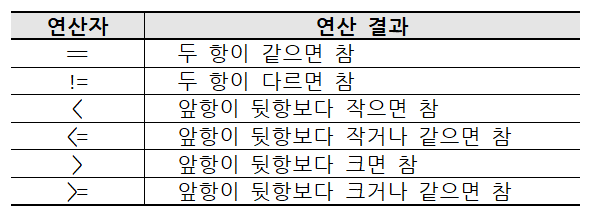 연산자 연산 결과
== 두 항이 같으면 참
!= 두 항이 다르면 참
< 앞항이 뒷항보다 작으면 참
<= 앞항이 뒷항보다 작거나 같으면 참
> 앞항이 뒷항보다 크면 참
>= 앞항이 뒷항보다 크거나 같으면 참